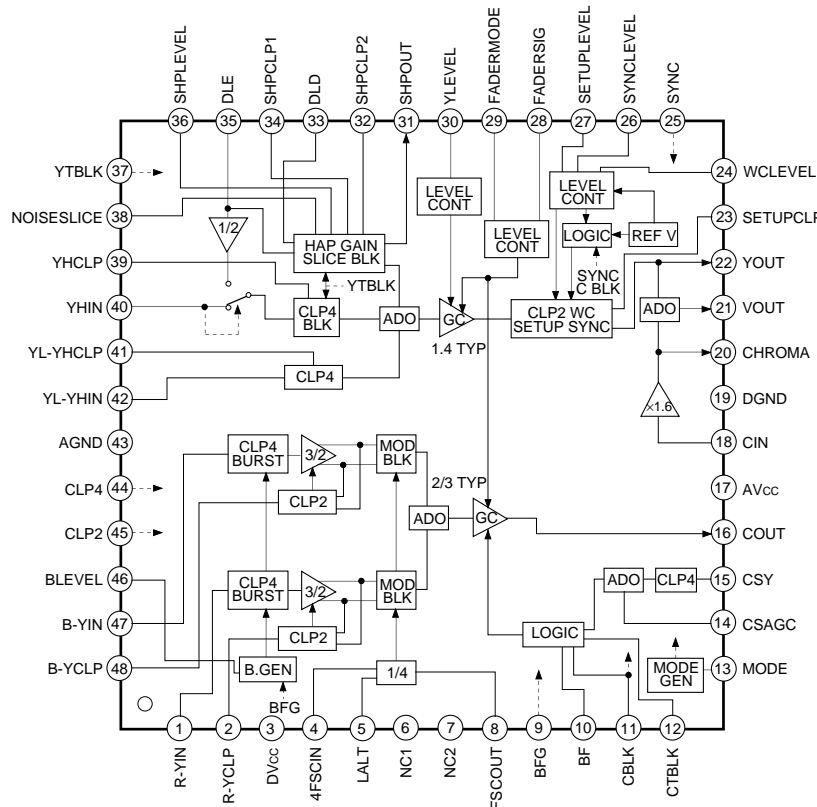 SHPLEVEL
DLE
SHPCLP1
DLD
SHPCLP2
SHPOUT
YLEVEL
FADERMODE
FADERSIG
SETUPLEVEL
SYNCLEVEL
SYNC
36
35
34
33
32
31
30
29
28
27
26
25
YTBLK
37
NOISESLICE
38
YHCLP
39
YHIN
40
YL-YHCLP
41
YL-YHIN
42
AGND
43
CLP4
44
CLP2
45
BLEVEL
46
B-YIN
47
B-YCLP
48
24
WCLEVEL
23
SETUPCLP
22
YOUT
21
VOUT
20
CHROMA
19
DGND
18
CIN
17
AVCC
16
COUT
15
CSY
14
CSAGC
13
MODE
1/2
HAP GAIN
SLICE BLK
YTBLK
CLP4
BLK
CLP4
ADO
LEVEL
CONT
GC
1.4 TYP
LEVEL
CONT
LEVEL
CONT
LOGIC
REF V
SYNC
C BLK
CLP2 WC
SETUP SYNC
ADO
×1.6
CLP4
BURST
3/2
MOD
BLK
CLP2
2/3 TYP
ADO
GC
CLP4
BURST
3/2
MOD
BLK
CLP2
B.GEN
BFG
1/4
LOGIC
ADO
CLP4
MODE
GEN
1
2
3
4
5
6
7
8
9
10
11
12
R-YIN
R-YCLP
DVCC
4FSCIN
LALT
NC1
NC2
FSCOUT
BFG
BF
CBLK
CTBLK